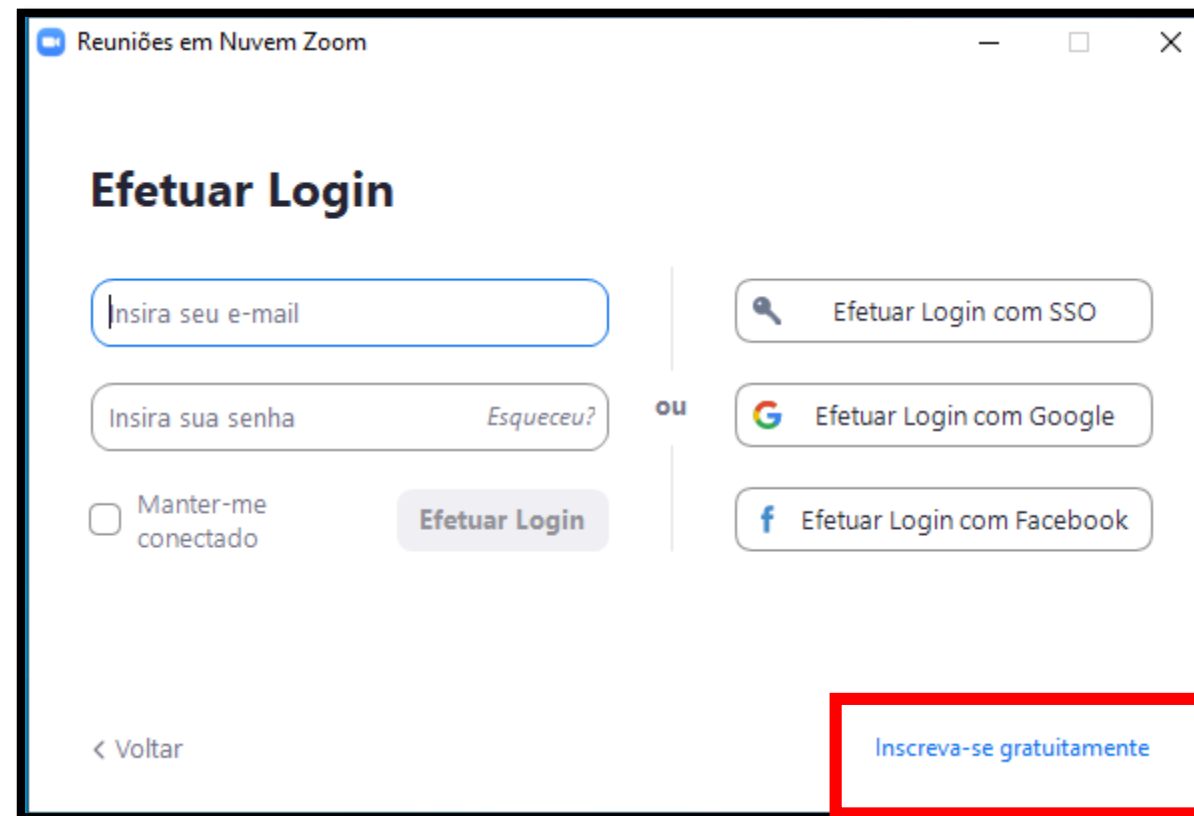 Reuniões em Nuvem Zoom
Efetuar Login
Insira seu e-mail
Insira sua senha
Esqueceu?
Manter-me
conectado
Efetuar Login
ou
Efetuar Login com SSO
Efetuar Login com Google
Efetuar Login com Facebook
< Voltar
Inscreva-se gratuitamente